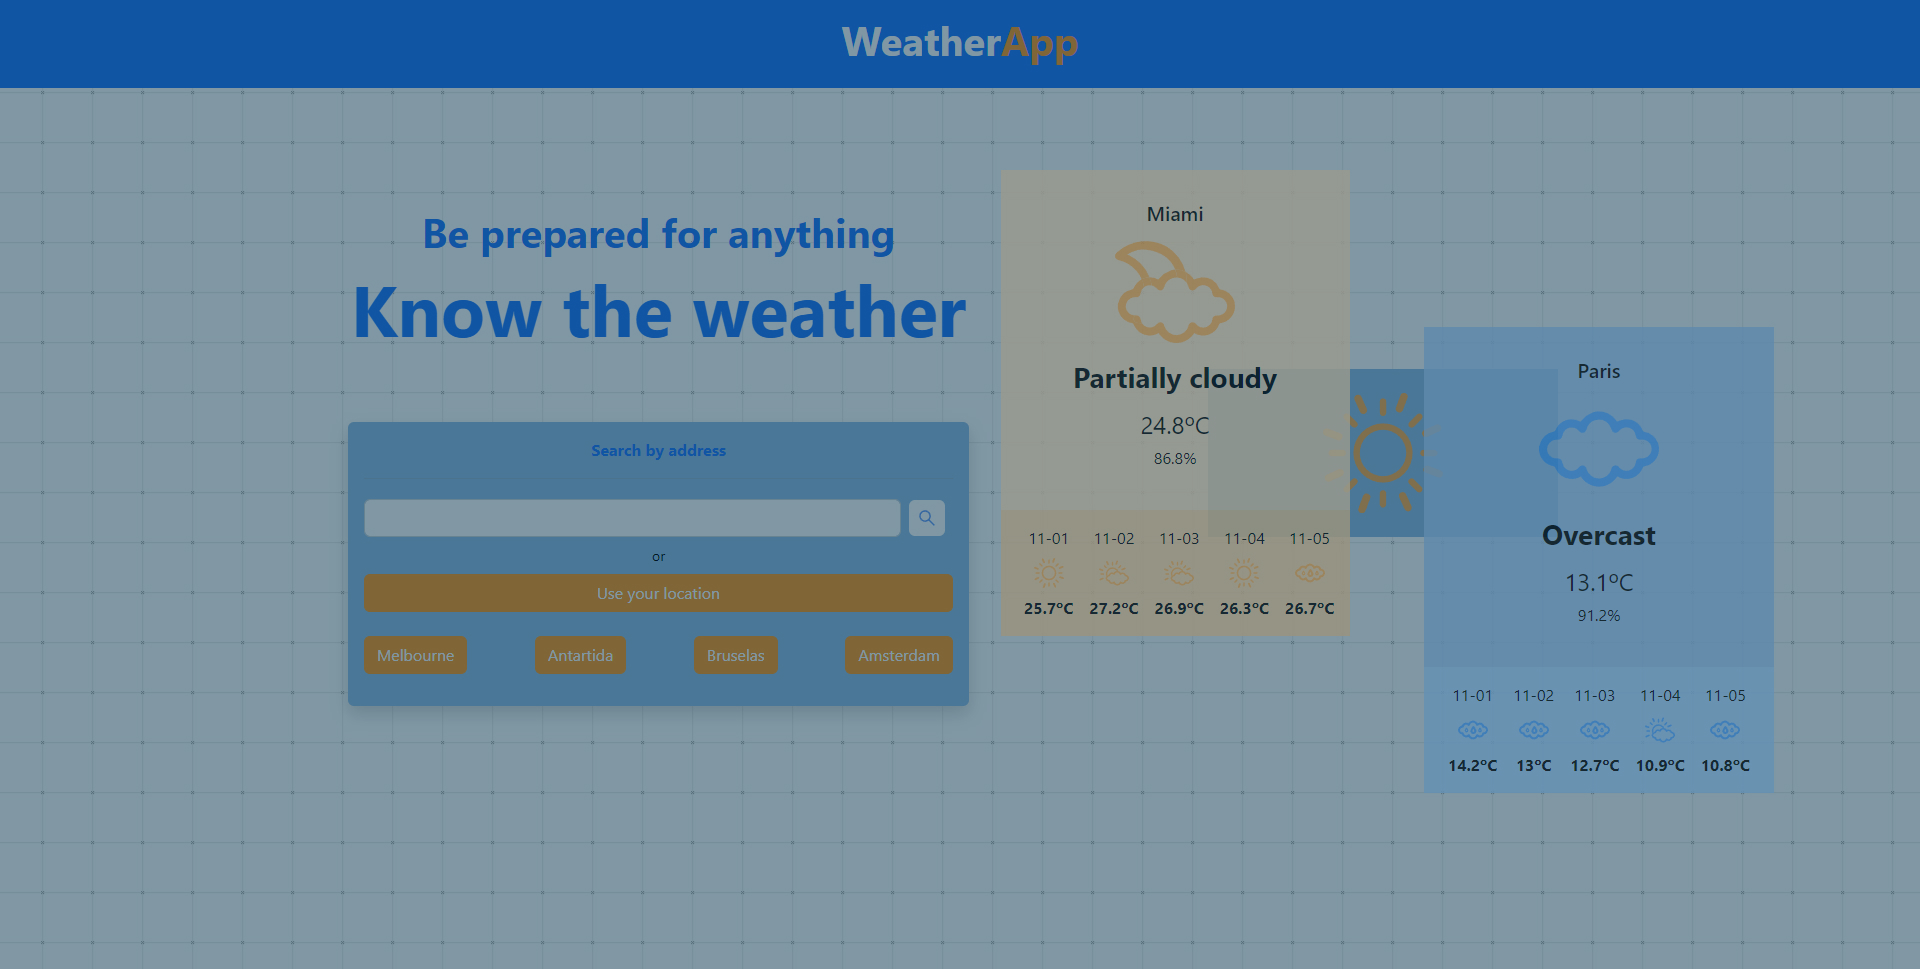 WeatherApp
Be prepared for anything
Know the weather
Search by address
or
Use your location
Melbourne Antartida Bruselas Amsterdam
Miami
Partially cloudy
24.8ºC
86.8%
11-01 11-02 11-03 11-04 11-05
25.7ºC 27.2ºC 26.9ºC 26.3ºC 26.7ºC
Paris
Overcast
13.1ºC
91.2%
11-01 11-02 11-03 11-04 11-05
14.2ºC 13ºC 12.7ºC 10.9ºC 10.8ºC